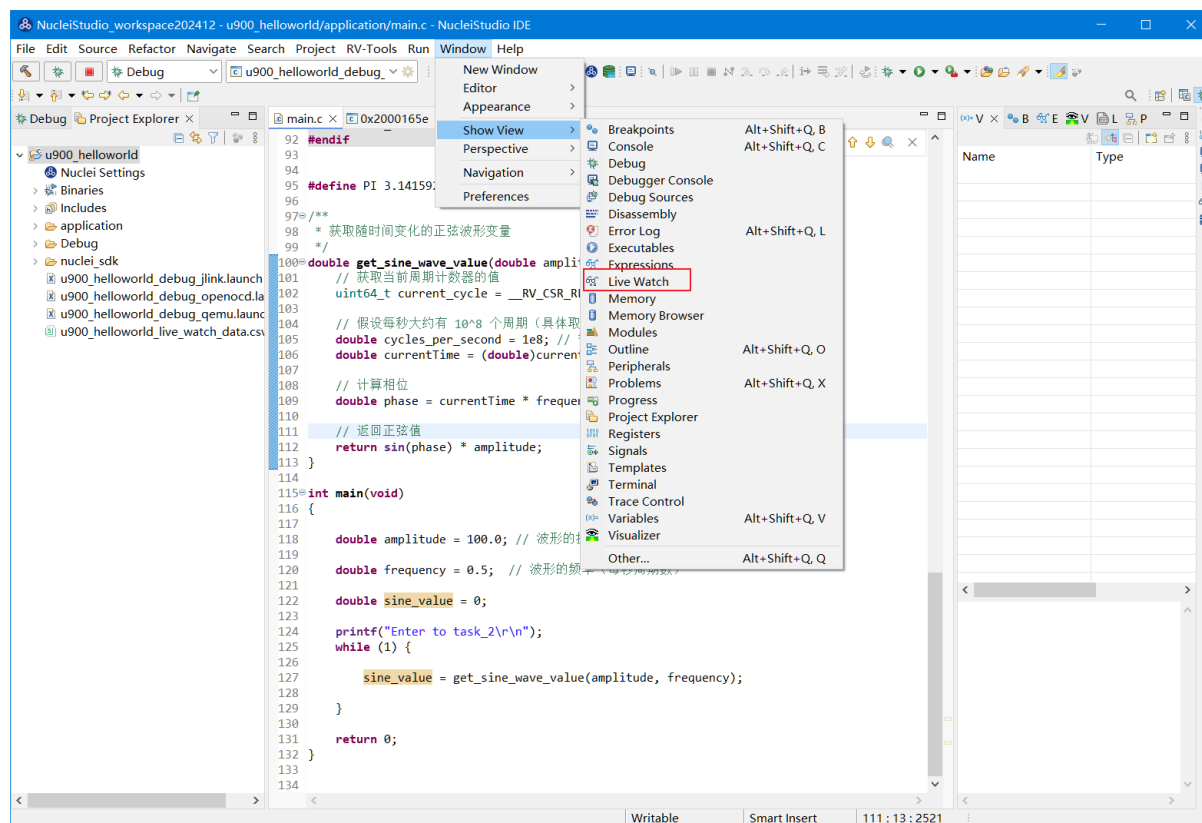 NucleiStudio_workspace202412 - u900_helloworld/application/main.c - NucleiStudio IDE
File Edit Source Refactor Navigate Search Project RV-Tools Run Window Help
Debug
u900_helloworld_debug_
Debug Project Explorer
main.c 0x2000165e
V B E V L P
u900_helloworld
Nuclei Settings
Binaries
Includes
application
Debug
nuclei_sdk
u900_helloworld_debug_jlink.launch
u900_helloworld_debug_openocd.la
u900_helloworld_debug_qemu.launc
u900_helloworld_live_watch_data.csv
92 #endif
93
94
95 #define PI 3.14159
96
97 /**
98 * 获取随时间变化的正弦波形变量
99 */
100 double get_sine_wave_value(double ampli
101 // 获取当前周期计数器的值
102 uint64_t current_cycle = __RV_CSR_R
103
104 // 假设每秒大约有 10^8 个周期（具体取
105 double cycles_per_second = 1e8; //
106 double currentTime = (double)curren
107
108 // 计算相位
109 double phase = currentTime * freque
110
111 // 返回正弦值
112 return sin(phase) * amplitude;
113 }
114
115 int main(void)
116 {
117
118 double amplitude = 100.0; // 波形的
119
120 double frequency = 0.5; // 波形的频率（每秒周期数）
121
122 double sine_value = 0;
123
124 printf("Enter to task_2\r\n");
125 while (1) {
126
127 sine_value = get_sine_wave_value(amplitude, frequency);
128
129 }
130
131 return 0;
132 }
133
134
New Window
Editor
Appearance
Show View
Perspective
Navigation
Preferences
Breakpoints Alt+Shift+Q, B
Console Alt+Shift+Q, C
Debug
Debugger Console
Debug Sources
Disassembly
Error Log Alt+Shift+Q, L
Executables
Expressions
Live Watch
Memory
Memory Browser
Modules
Outline Alt+Shift+Q, O
Peripherals
Problems Alt+Shift+Q, X
Progress
Project Explorer
Registers
Signals
Templates
Terminal
Trace Control
Variables Alt+Shift+Q, V
Visualizer
Other... Alt+Shift+Q, Q
Name Type
Writable Smart Insert 111 : 13 : 2521